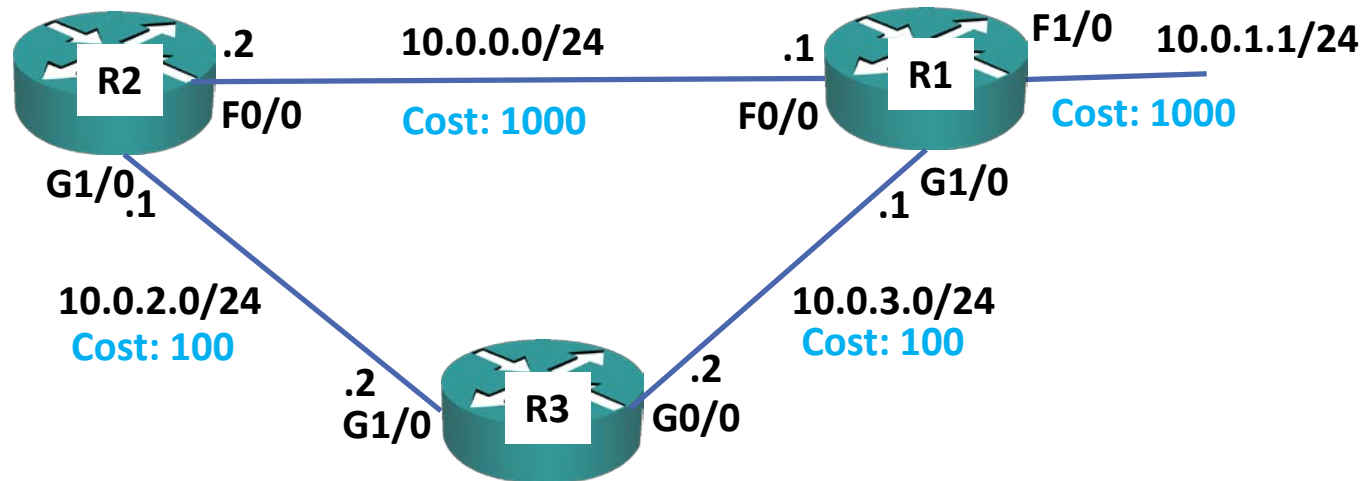 F1/0
.2
10.0.0.0/24
.1
10.0.1.1/24
R2
R1
F0/0
Cost: 1000
F0/0
Cost: 1000
G1/0
.1
G1/0
.1
10.0.2.0/24
10.0.3.0/24
Cost: 100
Cost: 100
.2
.2
R3
G1/0
G0/0